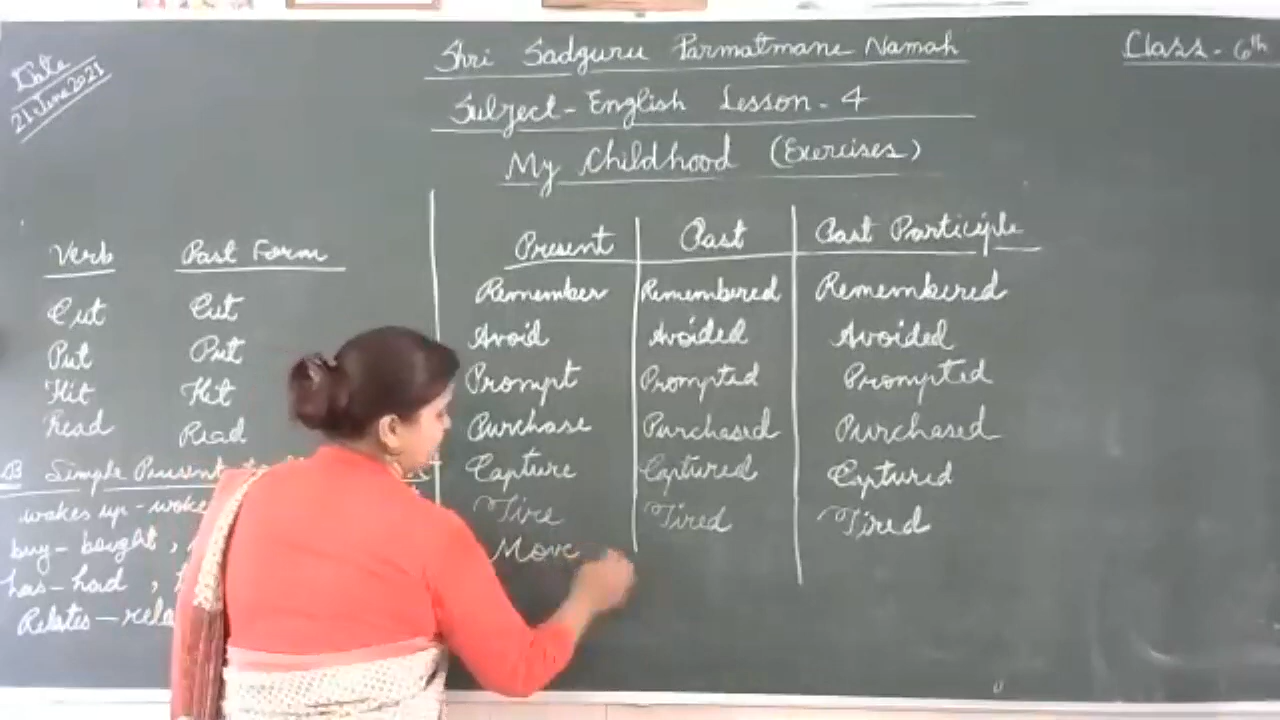 Shri Sadguru Parmatmane Namah
Class - 6th
Date
21 June 2021
Subject - English Lesson - 4
My Childhood (Exercises)
Verb Past Form
Cut Cut
Put Put
Hit Hit
Read Read
B Simple Present to
wakes up - woke
buy - bought,
has - had,
Relates - rela
Present Past Past Participle
Remember Remembered Remembered
Avoid Avoided Avoided
Prompt Prompted Prompted
Purchase Purchased Purchased
Capture Captured Captured
Tire Tired Tired
Move